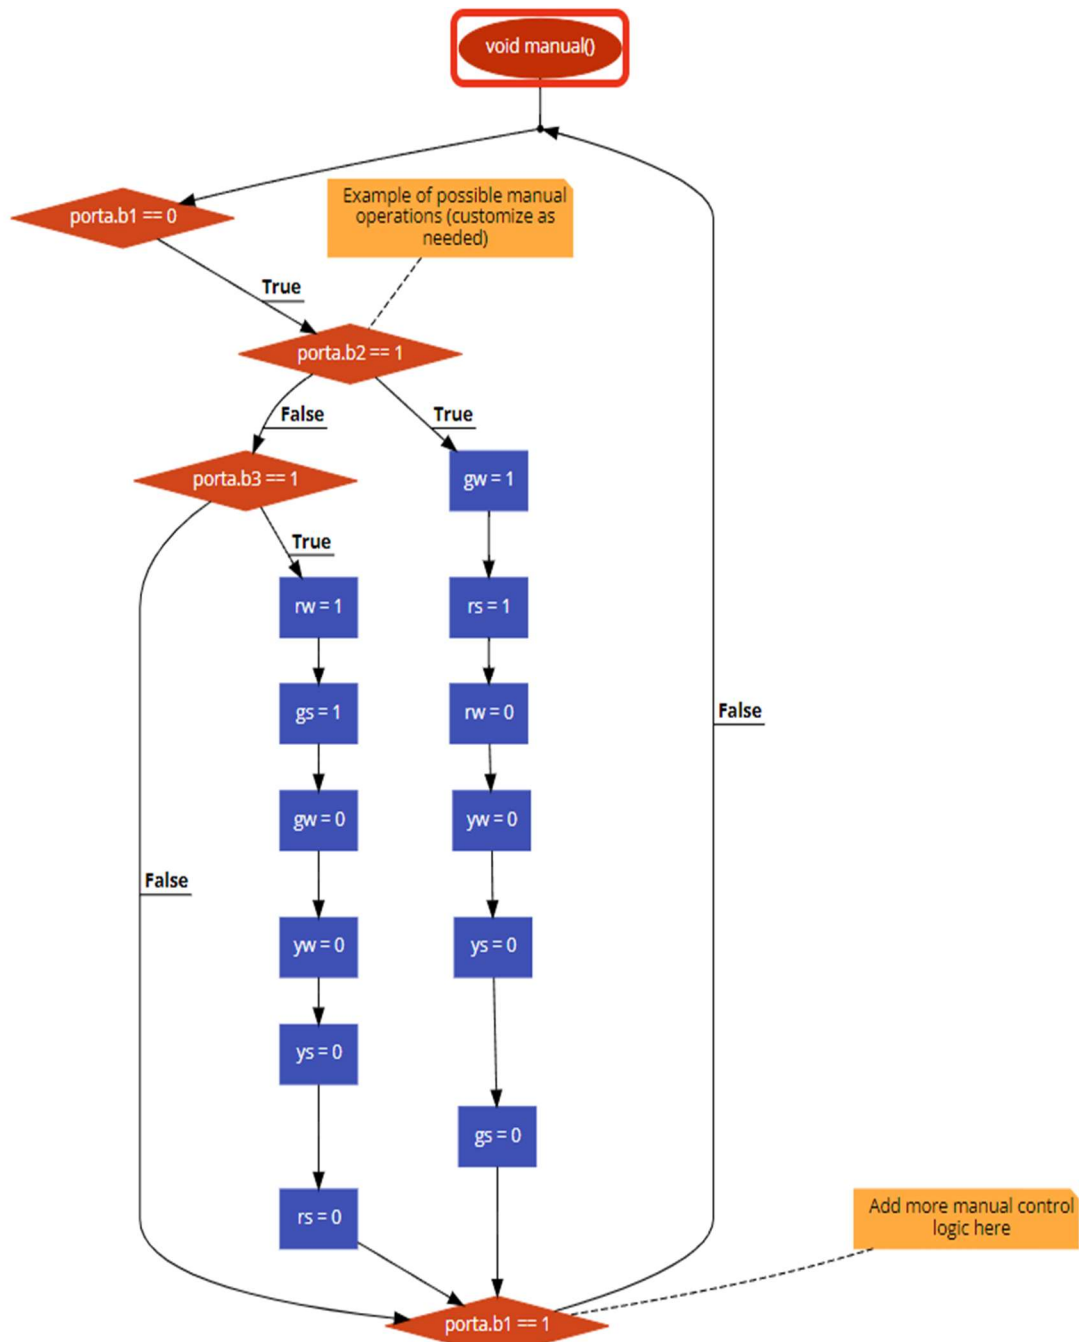 void manual()
porta.b1 == 0
Example of possible manual
operations (customize as
needed)
True
porta.b2 == 1
False
True
porta.b3 == 1
gw = 1
True
rw = 1
rs = 1
gs = 1
rw = 0
False
gw = 0
yw = 0
False
yw = 0
ys = 0
ys = 0
gs = 0
rs = 0
Add more manual control
logic here
porta.b1 == 1